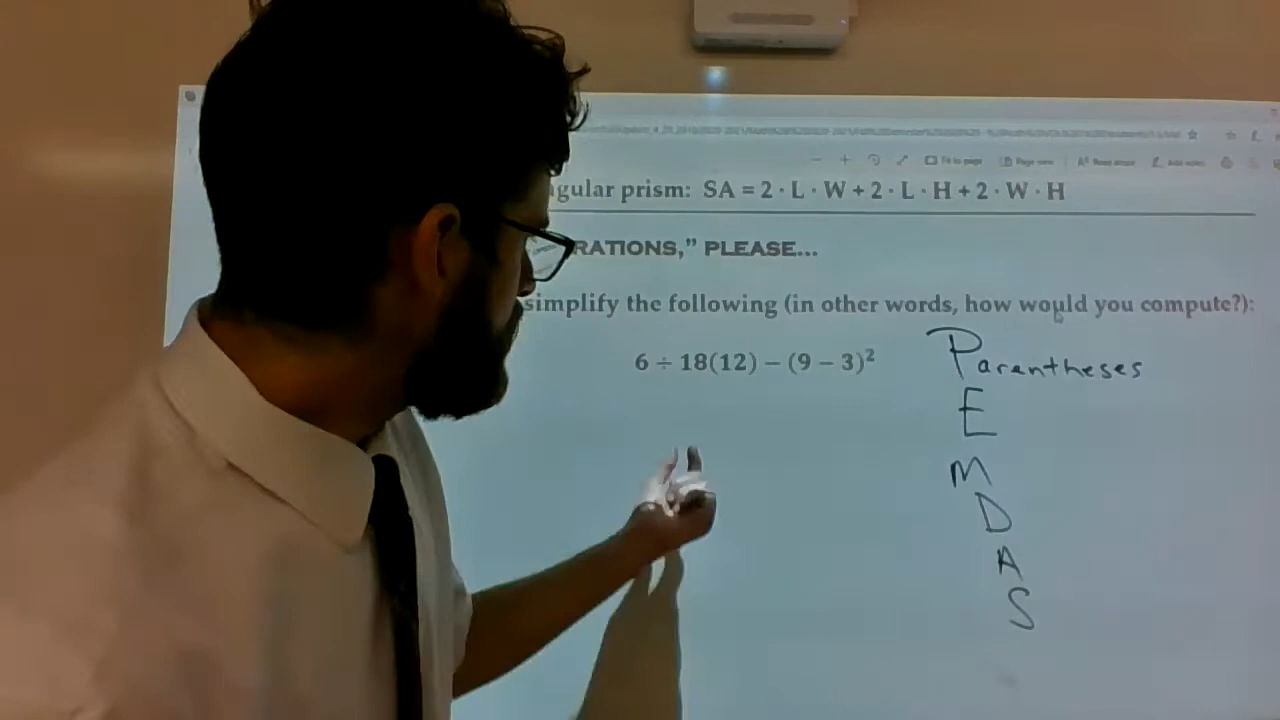 gular prism: SA = 2 · L · W + 2 · L · H + 2 · W · H
RATIONS,” PLEASE...
simplify the following (in other words, how would you compute?):
6 ÷ 18(12) – (9 – 3)²
Parentheses
E
M
D
A
S